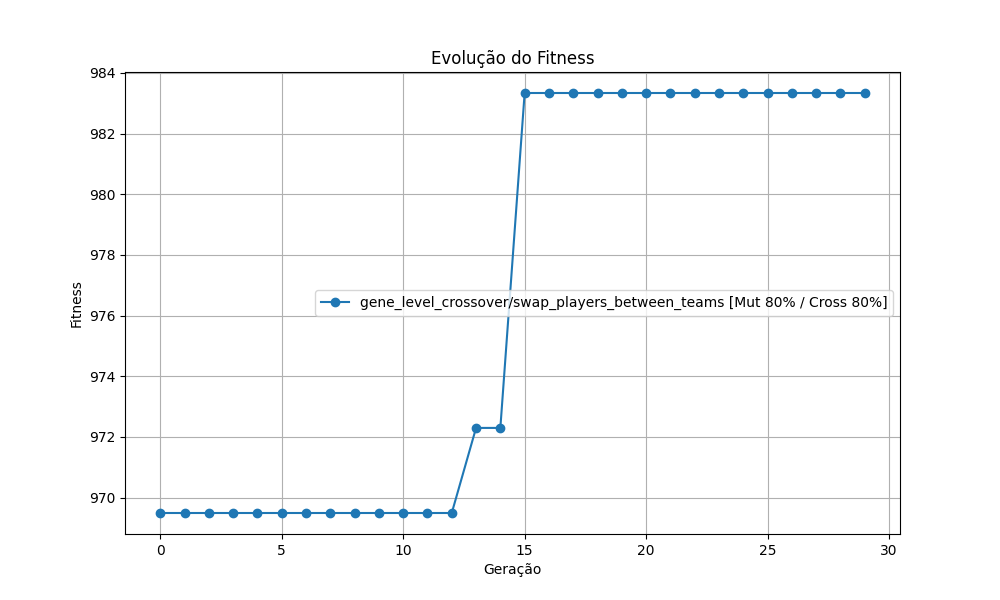 Evolução do Fitness
Fitness
984
982
980
978
976
974
972
970
gene_level_crossover/swap_players_between_teams [Mut 80% / Cross 80%]
0 5 10 15 20 25 30
Geração